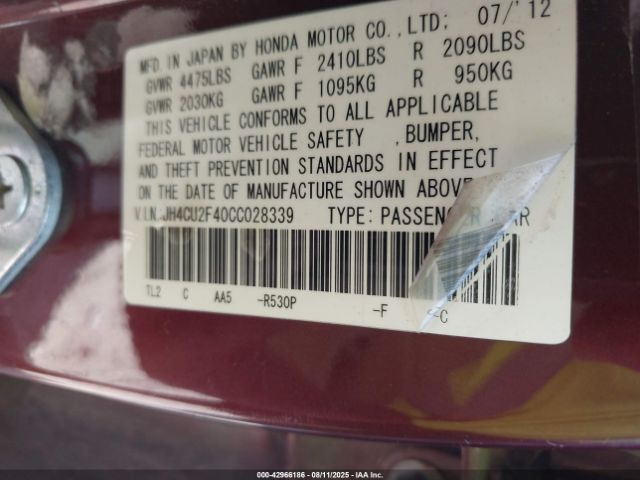 MFD. IN JAPAN BY HONDA MOTOR CO.,LTD: 07/'12
GVWR 4475LBS GAWR F 2410LBS R 2090LBS
GVWR 2030KG GAWR F 1095KG R 950KG
THIS VEHICLE CONFORMS TO ALL APPLICABLE
FEDERAL MOTOR VEHICLE SAFETY ,BUMPER,
AND THEFT PREVENTION STANDARDS IN EFFECT
ON THE DATE OF MANUFACTURE SHOWN ABOVE.
V.I.N.:JH4CU2F40CC028339 TYPE: PASSENGER
TL2 C AA5 -R530P -F -C
000-42966186 - 08/11/2025 - IAA Inc.